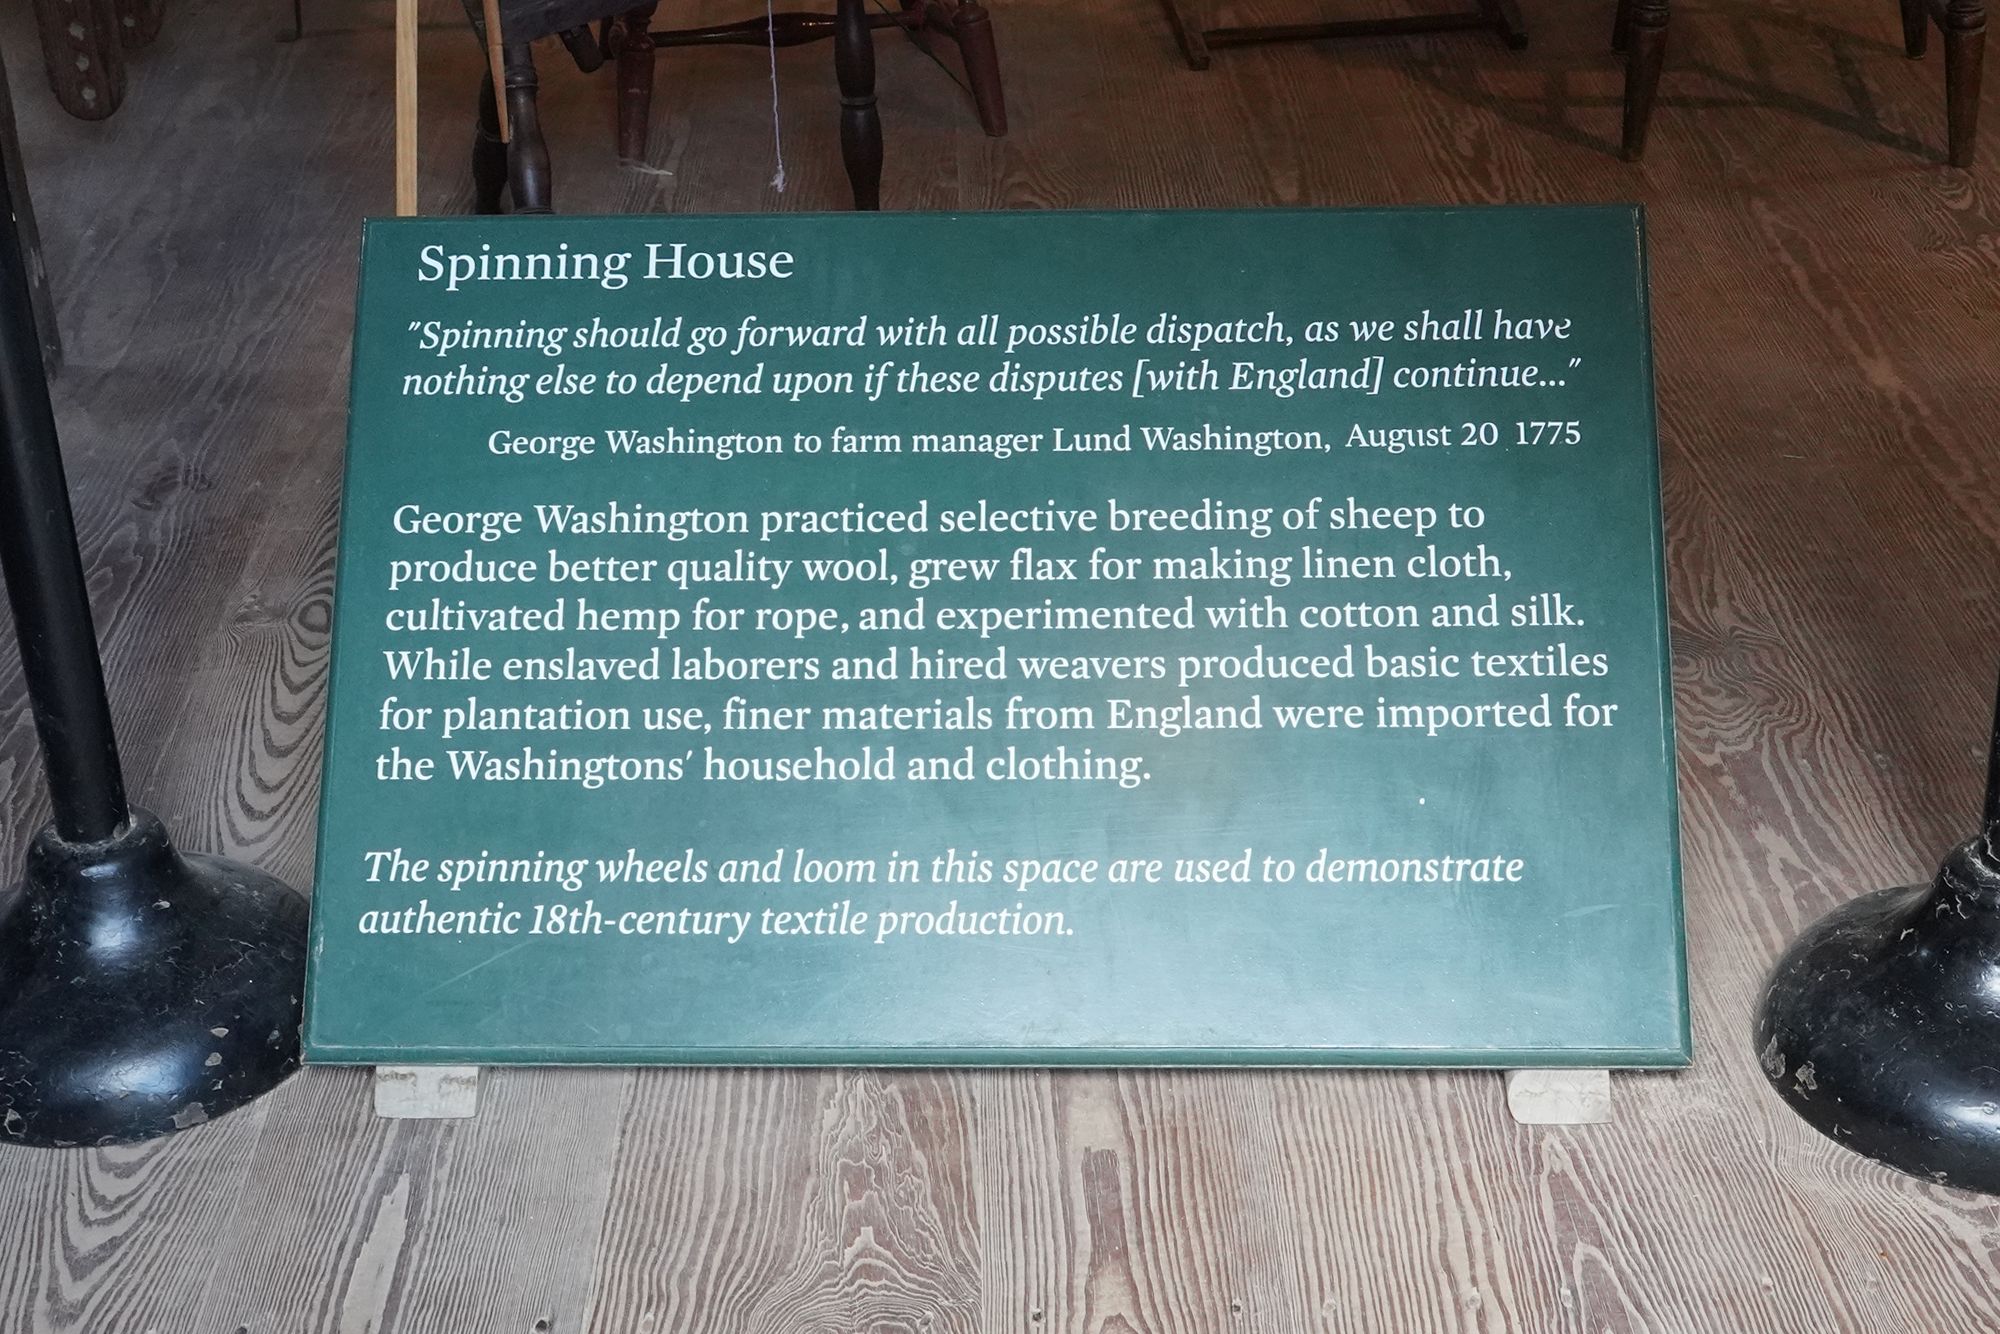 Spinning House
"Spinning should go forward with all possible dispatch, as we shall have
nothing else to depend upon if these disputes [with England] continue..."
George Washington to farm manager Lund Washington, August 20 1775
George Washington practiced selective breeding of sheep to
produce better quality wool, grew flax for making linen cloth,
cultivated hemp for rope, and experimented with cotton and silk.
While enslaved laborers and hired weavers produced basic textiles
for plantation use, finer materials from England were imported for
the Washingtons' household and clothing.
The spinning wheels and loom in this space are used to demonstrate
authentic 18th-century textile production.